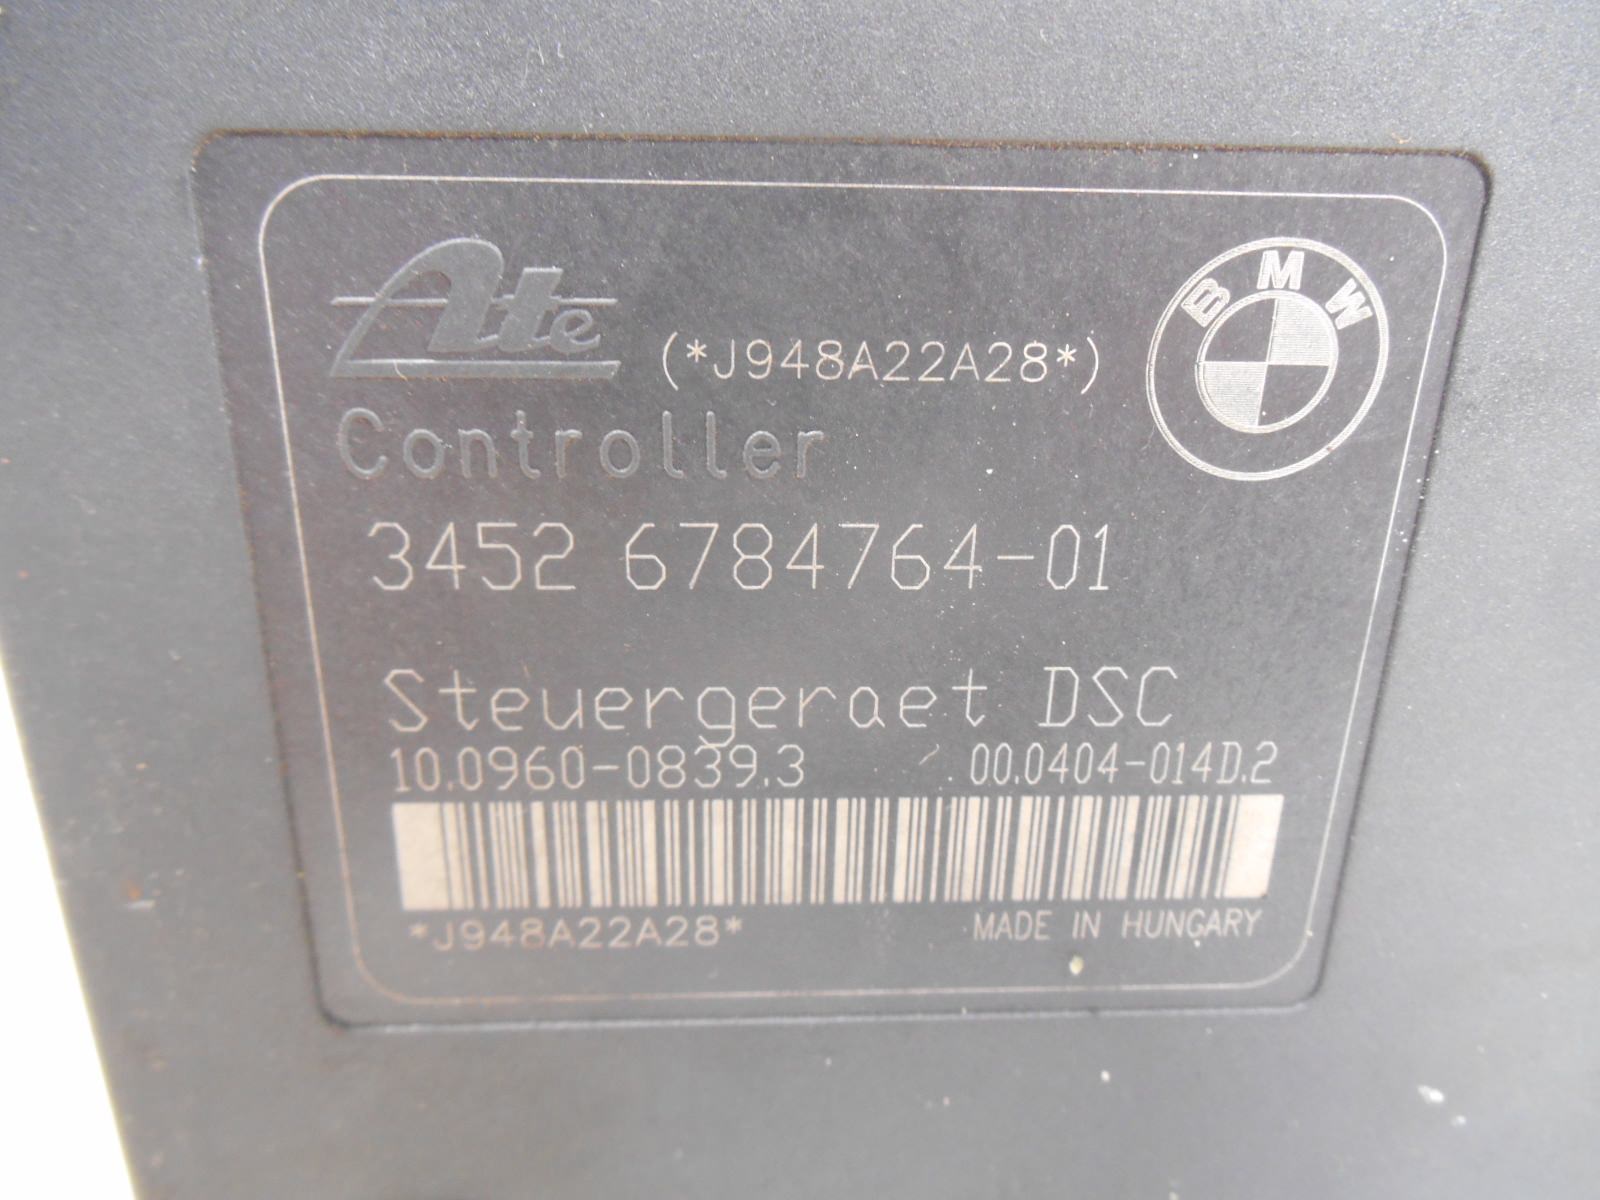 Ate (*J948A22A28*)
BMW
Controller
3452 6784764-01
Steuergeraet DSC
10.0960-0839.3 00.0404-014D.2
*J948A22A28* MADE IN HUNGARY